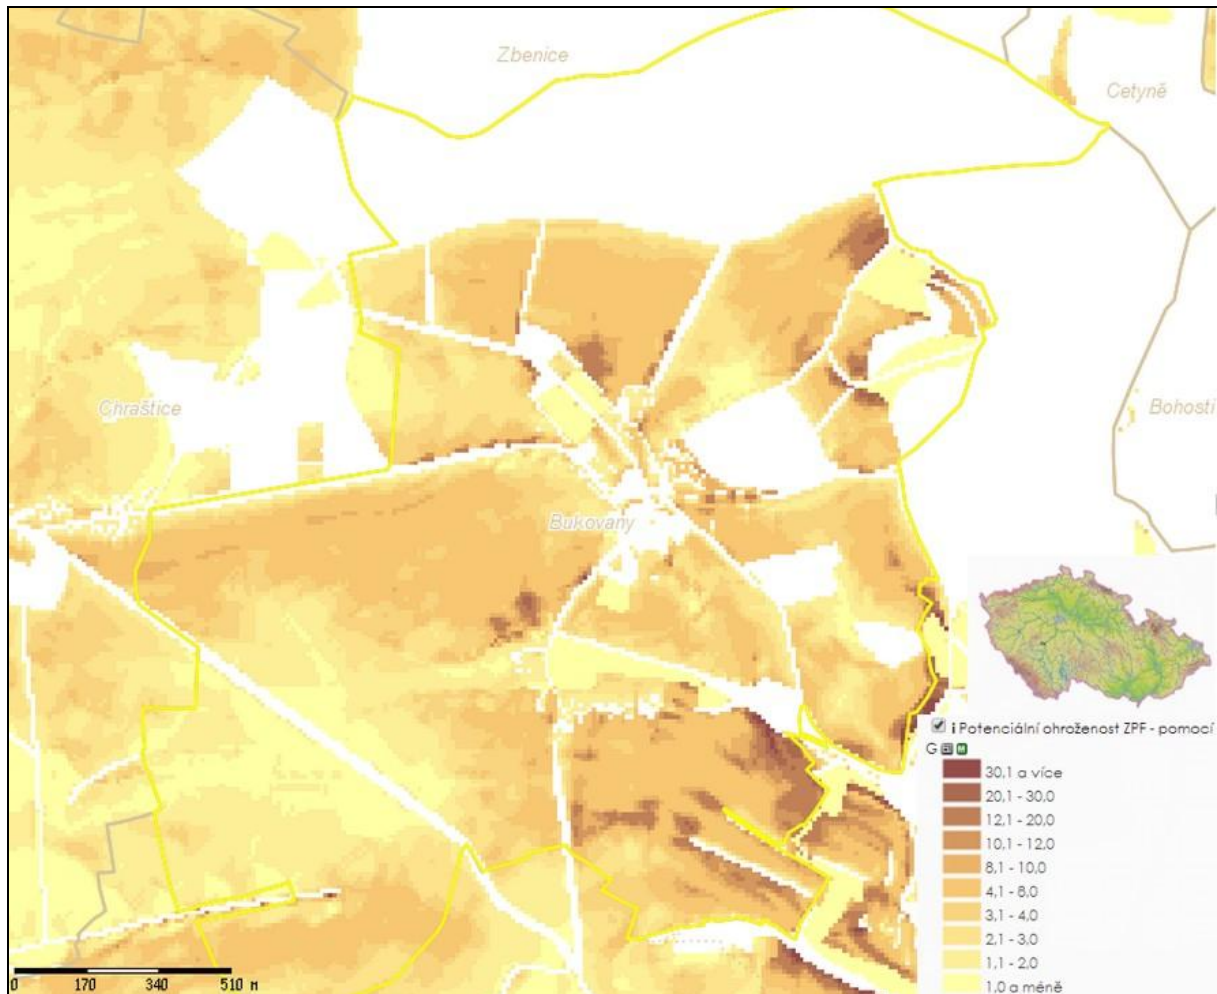 Zbenice
Cetyně
Chraštice
Bohosti
Bukovany
i Potenciální ohroženost ZPF - pomocí
G M
30,1 a více
20,1 - 30,0
12,1 - 20,0
10,1 - 12,0
8,1 - 10,0
4,1 - 8,0
3,1 - 4,0
2,1 - 3,0
1,1 - 2,0
1,0 a méně
0 170 340 510 м